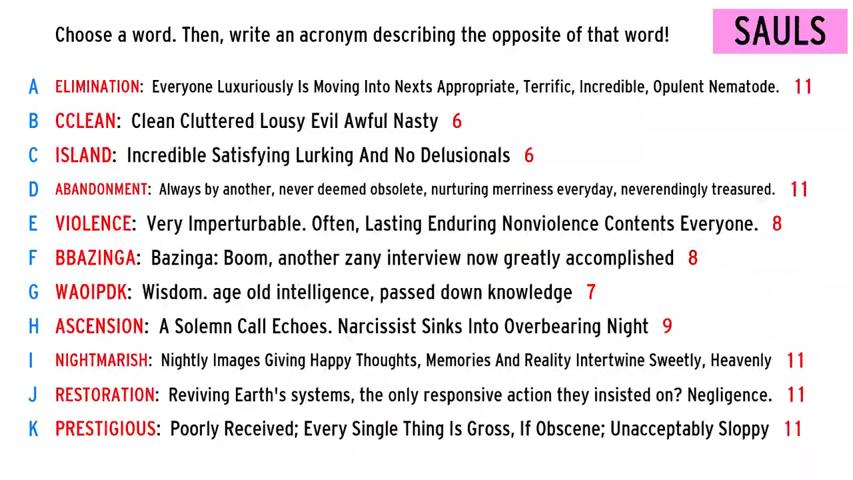 Choose a word. Then, write an acronym describing the opposite of that word!
SAULS
A ELIMINATION: Everyone Luxuriously Is Moving Into Nexts Appropriate, Terrific, Incredible, Opulent Nematode. 11
B CCLEAN: Clean Cluttered Lousy Evil Awful Nasty 6
C ISLAND: Incredible Satisfying Lurking And No Delusionals 6
D ABANDONMENT: Always by another, never deemed obsolete, nurturing merriness everyday, neverendingly treasured. 11
E VIOLENCE: Very Imperturbable. Often, Lasting Enduring Nonviolence Contents Everyone. 8
F BBAZINGA: Bazinga: Boom, another zany interview now greatly accomplished 8
G WAOIPDK: Wisdom. age old intelligence, passed down knowledge 7
H ASCENSION: A Solemn Call Echoes. Narcissist Sinks Into Overbearing Night 9
I NIGHTMARISH: Nightly Images Giving Happy Thoughts, Memories And Reality Intertwine Sweetly, Heavenly 11
J RESTORATION: Reviving Earth's systems, the only responsive action they insisted on? Negligence. 11
K PRESTIGIOUS: Poorly Received; Every Single Thing Is Gross, If Obscene; Unacceptably Sloppy 11